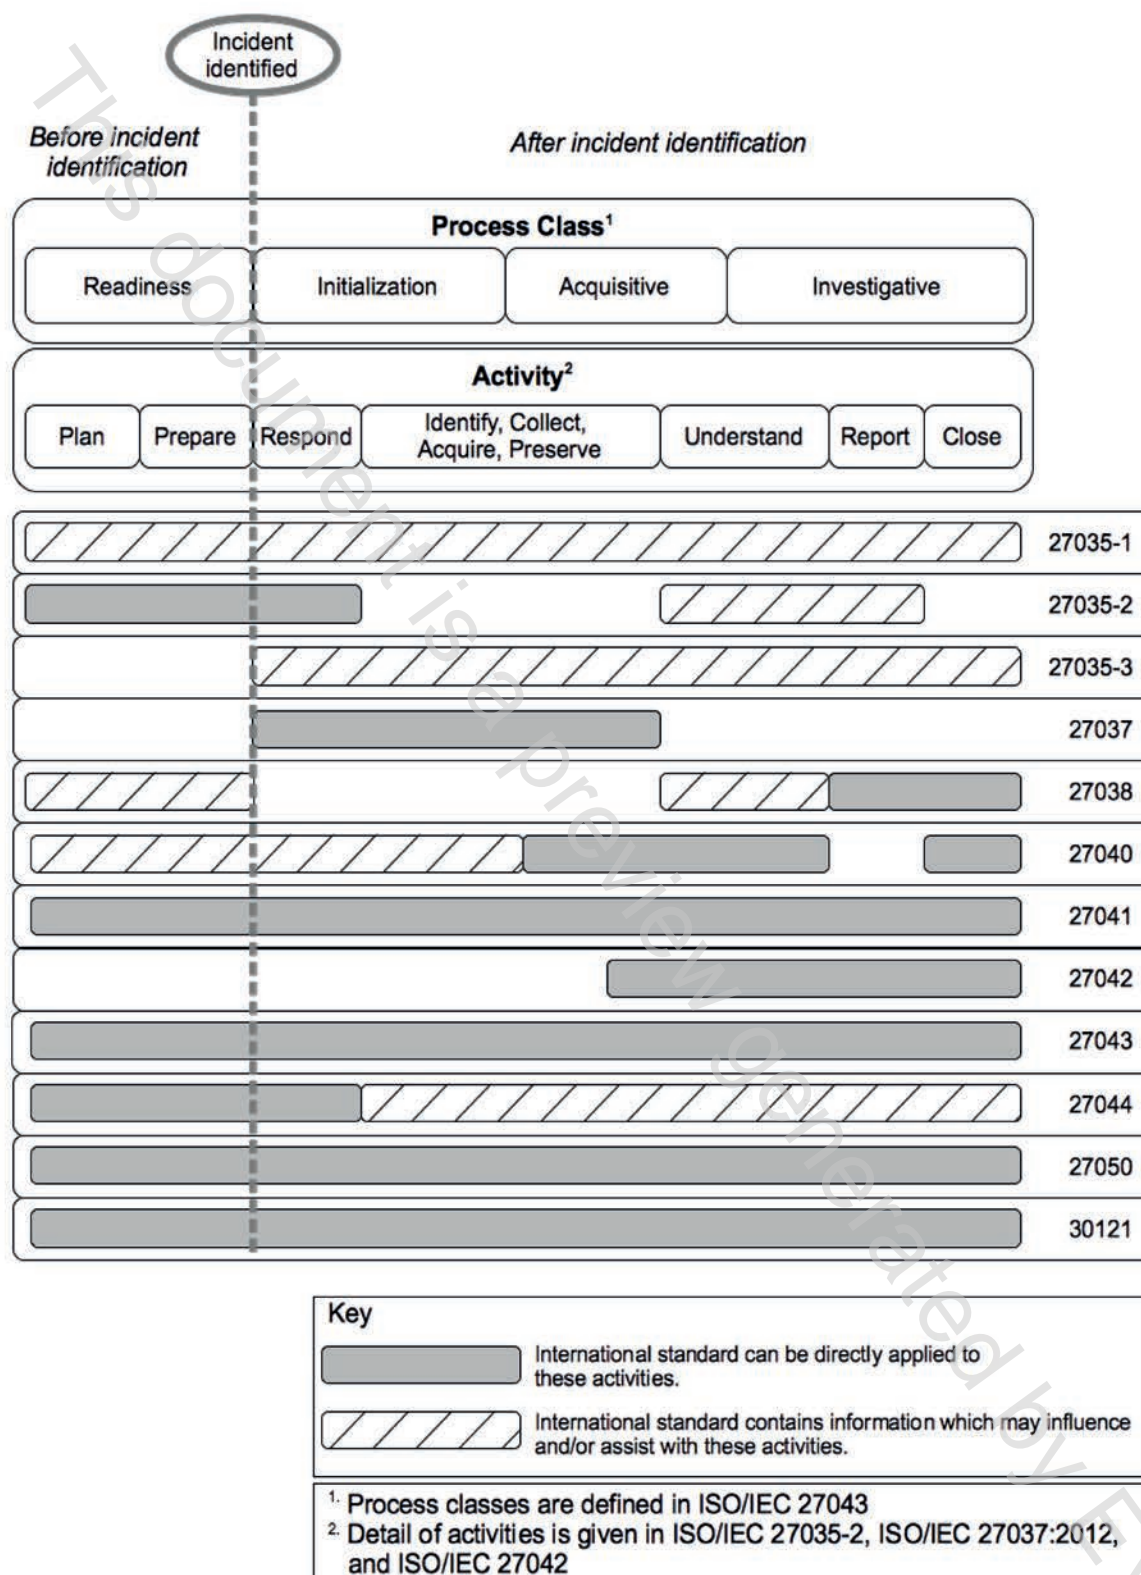 Incident
identified
Before incident
identification
After incident identification
Process Class1
Readiness
Initialization
Acquisitive
Investigative
Activity2
Plan
Prepare
Respond
Identify, Collect,
Acquire, Preserve
Understand
Report
Close
27035-1
27035-2
27035-3
27037
27038
27040
27041
27042
27043
27044
27050
30121
Key
International standard can be directly applied to
these activities.
International standard contains information which may influence
and/or assist with these activities.
1. Process classes are defined in ISO/IEC 27043
2. Detail of activities is given in ISO/IEC 27035-2, ISO/IEC 27037:2012,
and ISO/IEC 27042
This document is a preview generated by